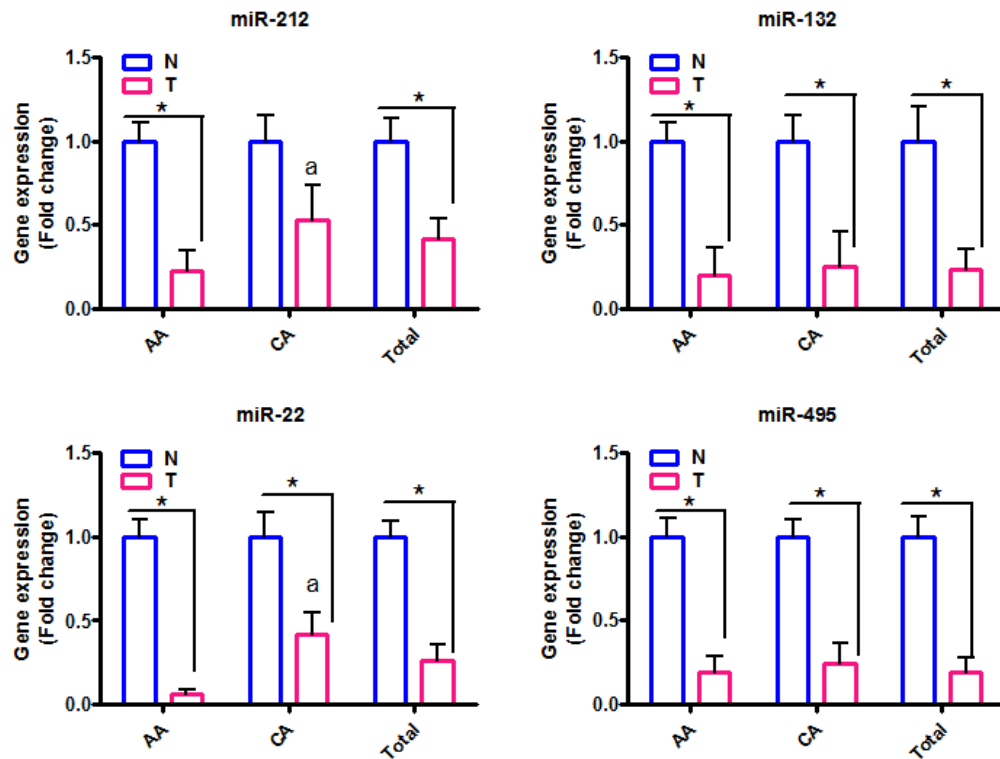 miR-212
Gene expression
(Fold change)
1.5
1.0
0.5
0.0
N
T
*
a
*
AA
CA
Total
miR-132
Gene expression
(Fold change)
1.5
1.0
0.5
0.0
N
T
*
*
*
AA
CA
Total
miR-22
Gene expression
(Fold change)
1.5
1.0
0.5
0.0
N
T
*
*
*
a
AA
CA
Total
miR-495
Gene expression
(Fold change)
1.5
1.0
0.5
0.0
N
T
*
*
*
AA
CA
Total